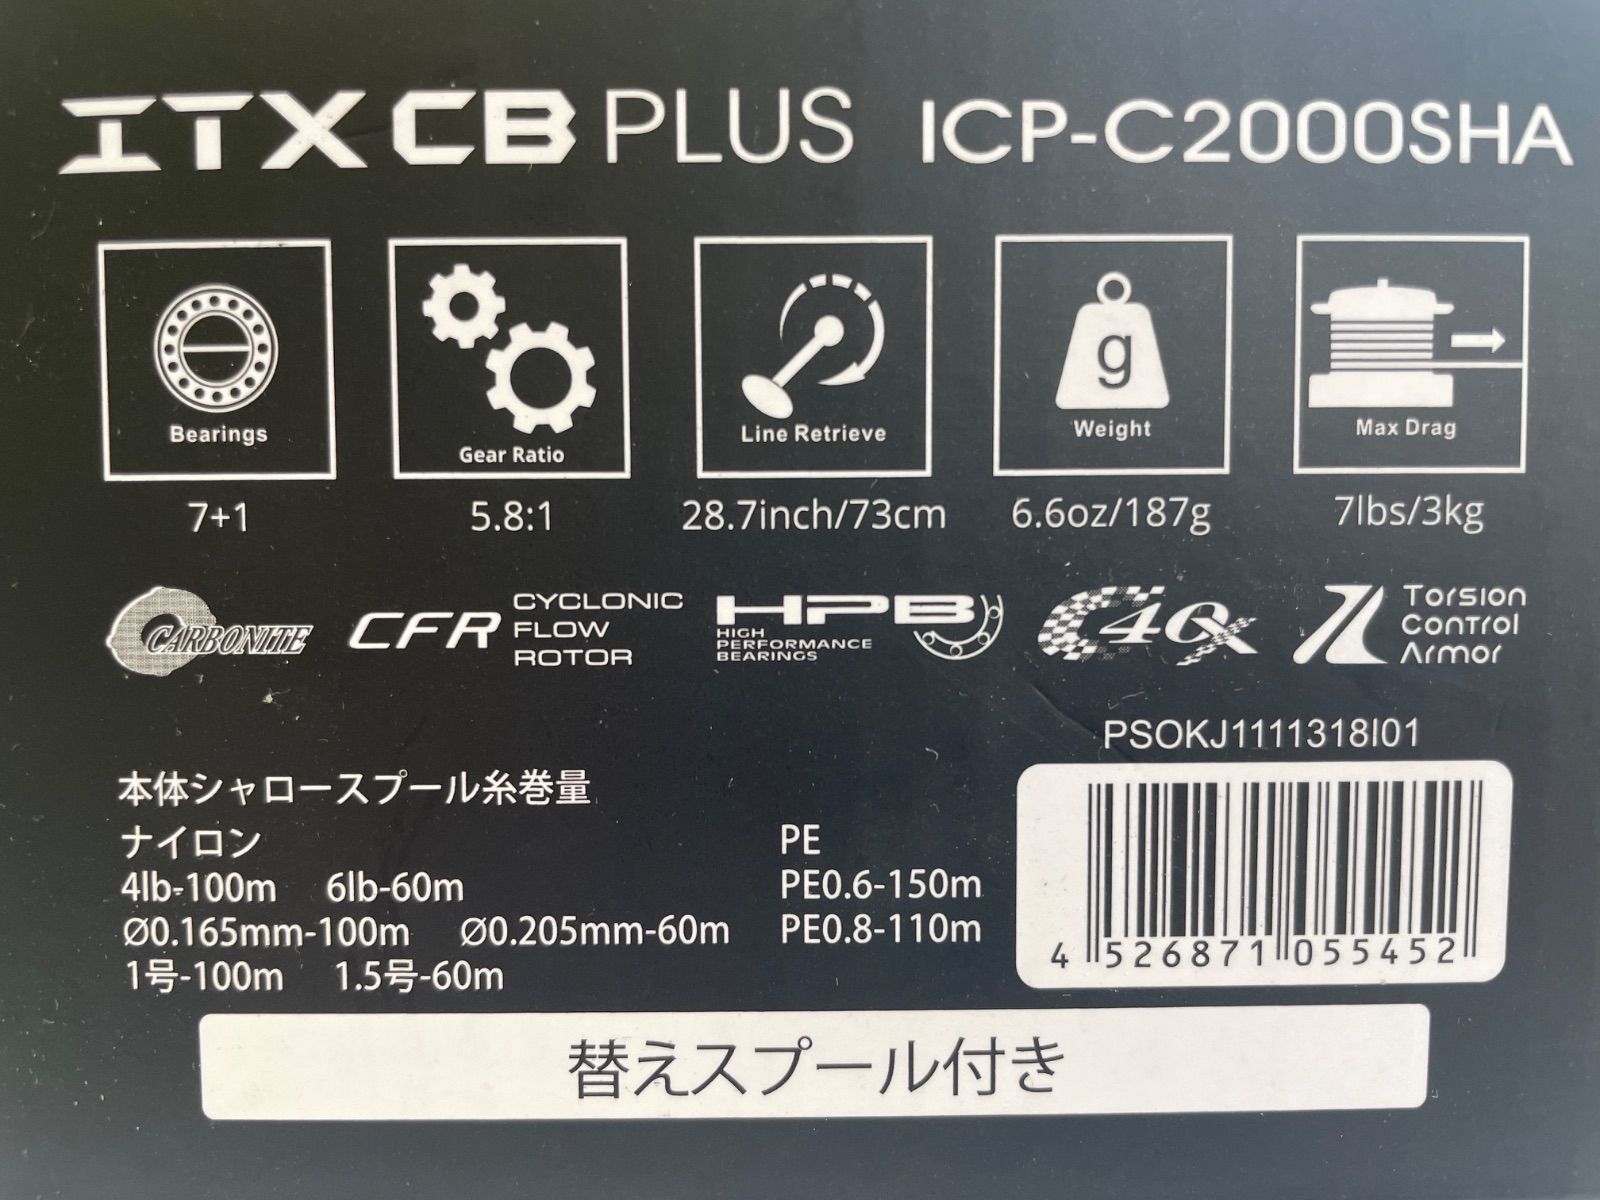 ITX CB PLUS ICP-C2000SHA
Bearings
Gear Ratio
Line Retrieve
g
Weight
Max Drag
7+1
5.8:1
28.7inch/73cm
6.6oz/187g
7lbs/3kg
CARBONITE
CFR CYCLONIC
FLOW
ROTOR
HPB
HIGH
PERFORMANCE
BEARINGS
C4QX
Torsion
Control
Armor
PSOKJ1111318I01
本体シャロースプール糸巻量
ナイロン
4lb-100m 6lb-60m
Ø0.165mm-100m Ø0.205mm-60m
1号-100m 1.5号-60m
PE
PE0.6-150m
PE0.8-110m
4 526871 055452
替えスプール付き